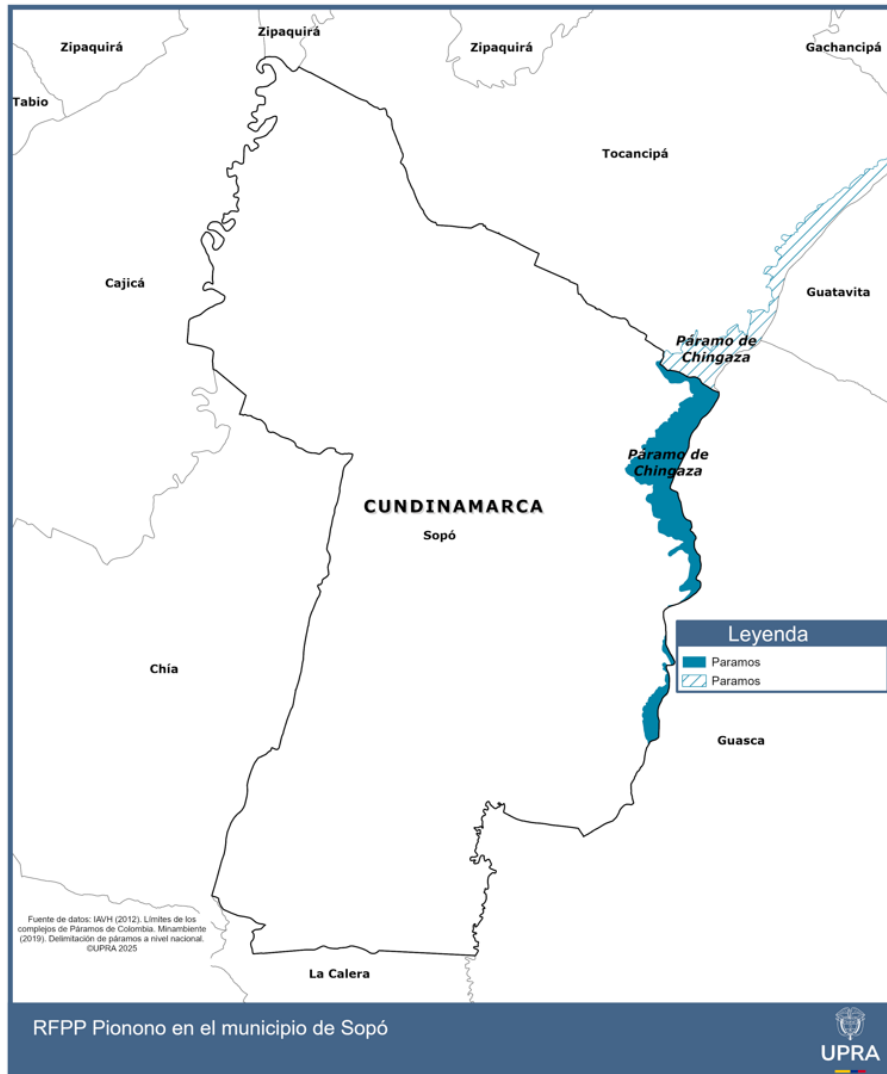 Zipaquirá
Zipaquirá
Zipaquirá
Gachancipá
Tabio
Tocancipá
Cajicá
Guatavita
Páramo de
Chingaza
Páramo de
Chingaza
CUNDINAMARCA
Sopó
Leyenda
Paramos
Paramos
Chía
Guasca
Fuente de datos: IAVH (2012). Límites de los
complejos de Páramos de Colombia. Minambiente
(2019). Delimitación de páramos a nivel nacional.
©UPRA 2025
La Calera
RFPP Pionono en el municipio de Sopó
UPRA